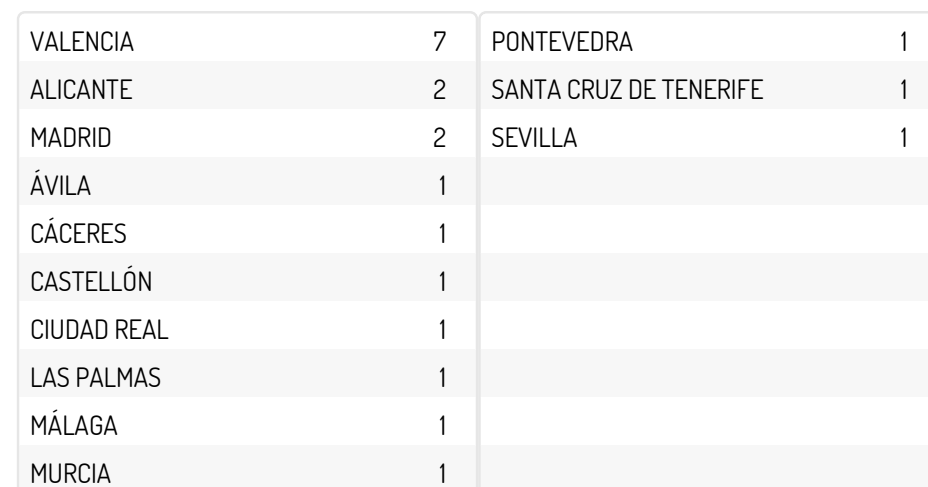 VALENCIA 7
ALICANTE 2
MADRID 2
ÁVILA 1
CÁCERES 1
CASTELLÓN 1
CIUDAD REAL 1
LAS PALMAS 1
MÁLAGA 1
MURCIA 1
PONTEVEDRA 1
SANTA CRUZ DE TENERIFE 1
SEVILLA 1